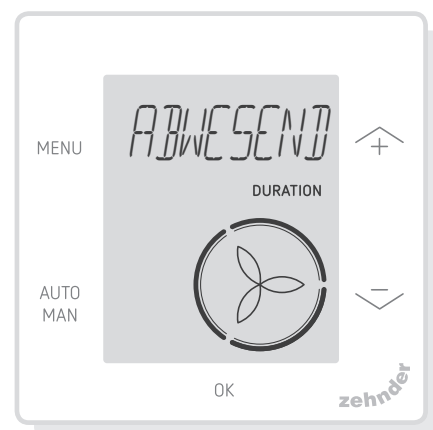 ABWESEND
MENU
+
DURATION
AUTO
MAN
−
OK
zehnder